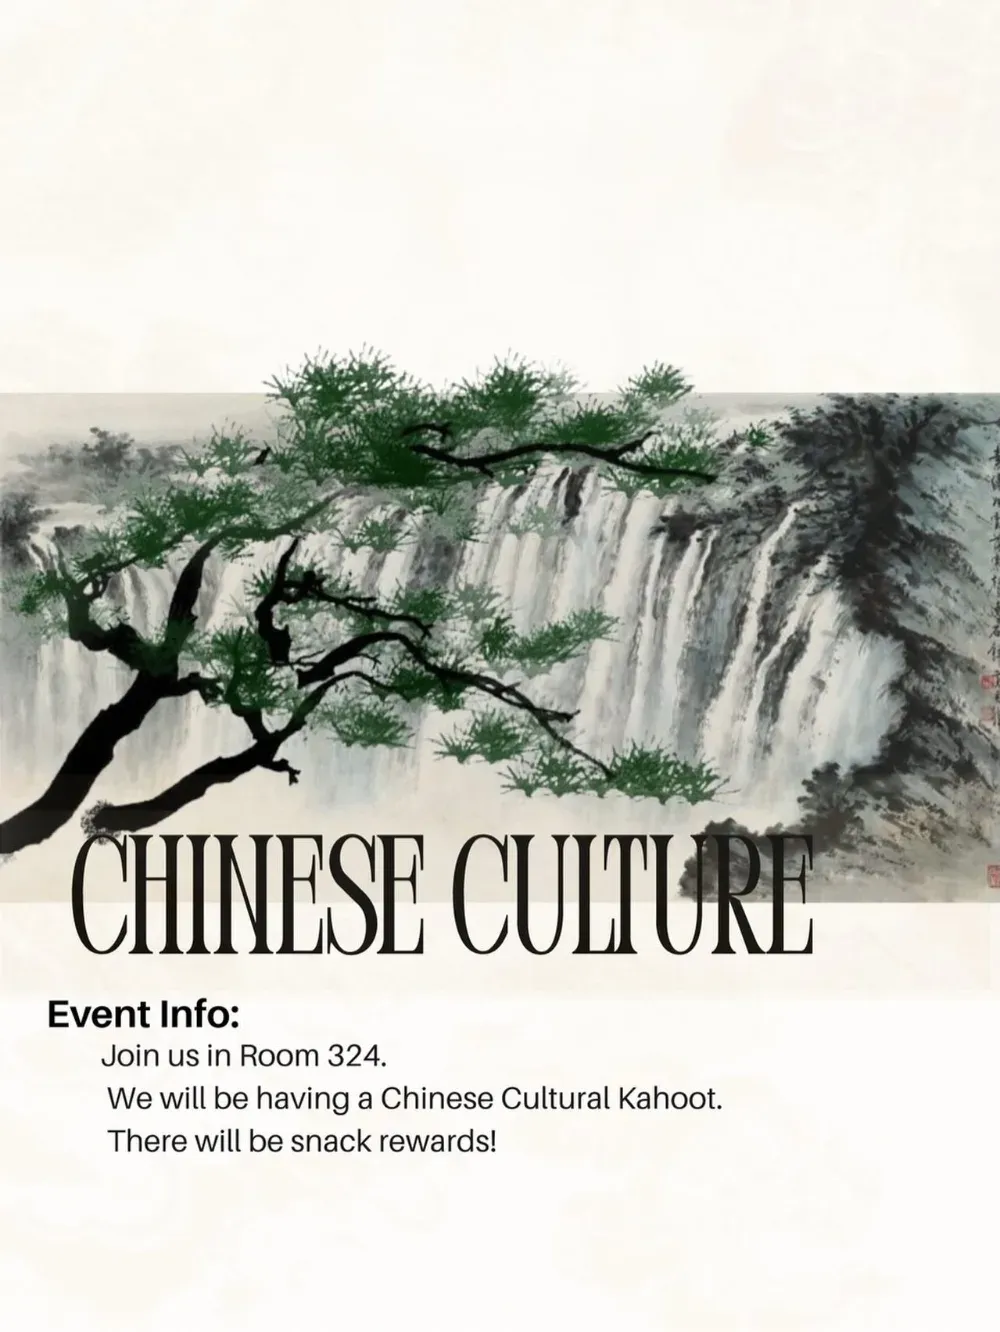 CHINESE CULTURE
Event Info:
Join us in Room 324.
We will be having a Chinese Cultural Kahoot.
There will be snack rewards!